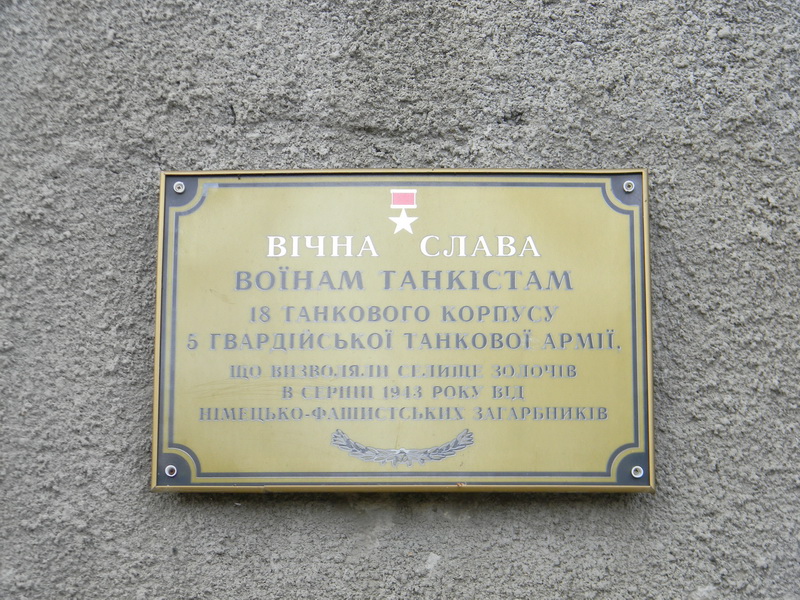 ВІЧНА СЛАВА
ВОЇНАМ ТАНКІСТАМ
18 ТАНКОВОГО КОРПУСУ
5 ГВАРДІЙСЬКОЇ ТАНКОВОЇ АРМІЇ,
ЩО ВИЗВОЛЯЛИ СЕЛИЩЕ ЗОЛОЧІВ
В СЕРПНІ 1943 РОКУ ВІД
НІМЕЦЬКО-ФАШИСТСЬКИХ ЗАГАРБНИКІВ